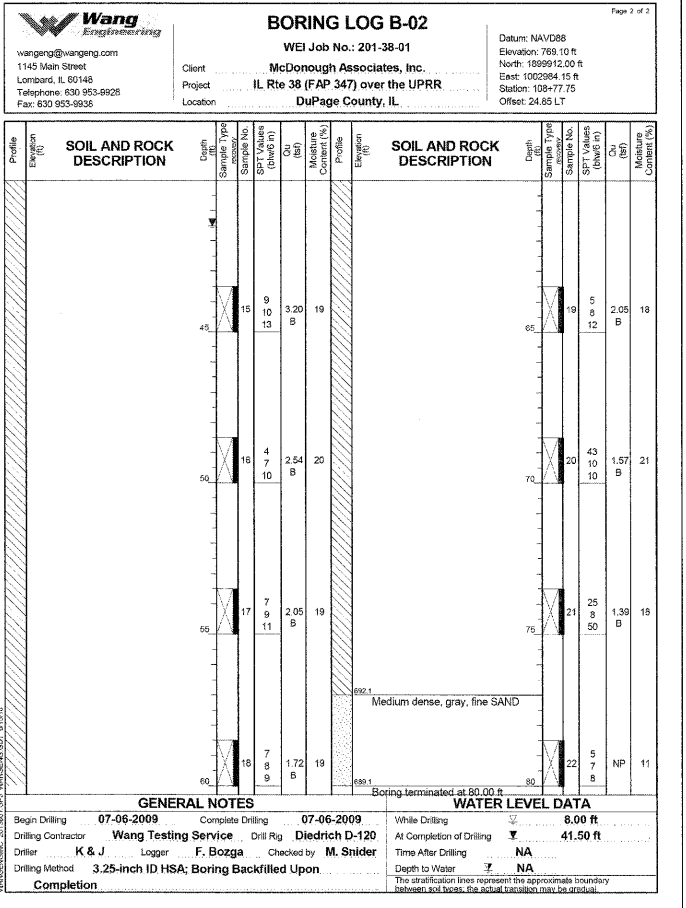 Page 2 of 2
Wang
Engineering
wangeng@wangeng.com
1145 Main Street
Lombard, IL 60148
Telephone: 630 953-9928
Fax: 630 953-9938
BORING LOG B-02
WEI Job No.: 201-38-01
Client McDonough Associates, Inc.
Project IL Rte 38 (FAP 347) over the UPRR
Location DuPage County, IL
Datum: NAVD88
Elevation: 769.10 ft
North: 1899912.00 ft
East: 1002984.15 ft
Station: 108+77.75
Offset: 24.85 LT
Profile
Elevation (ft)
SOIL AND ROCK DESCRIPTION
Depth (ft)
Sample Type recovery
Sample No.
SPT Values (blw/6 in)
Qu (tsf)
Moisture Content (%)
Profile
Elevation (ft)
SOIL AND ROCK DESCRIPTION
Depth (ft)
Sample Type recovery
Sample No.
SPT Values (blw/6 in)
Qu (tsf)
Moisture Content (%)
45 15 9 10 13 3.20 B 19
50 16 4 7 10 2.54 B 20
55 17 7 9 11 2.05 B 19
60 18 7 8 9 1.72 B 19
65 19 5 8 12 2.05 B 18
70 20 43 10 10 1.57 B 21
75 21 25 8 50 1.39 B 18
692.1
Medium dense, gray, fine SAND
80 22 5 7 8 NP 11
689.1
Boring terminated at 80.00 ft
GENERAL NOTES
Begin Drilling 07-06-2009 Complete Drilling 07-06-2009
Drilling Contractor Wang Testing Service Drill Rig Diedrich D-120
Driller K & J Logger F. Bozga Checked by M. Snider
Drilling Method 3.25-inch ID HSA; Boring Backfilled Upon
Completion
WATER LEVEL DATA
While Drilling 8.00 ft
At Completion of Drilling 41.50 ft
Time After Drilling NA
Depth to Water NA
The stratification lines represent the approximate boundary
between soil types; the actual transition may be gradual.